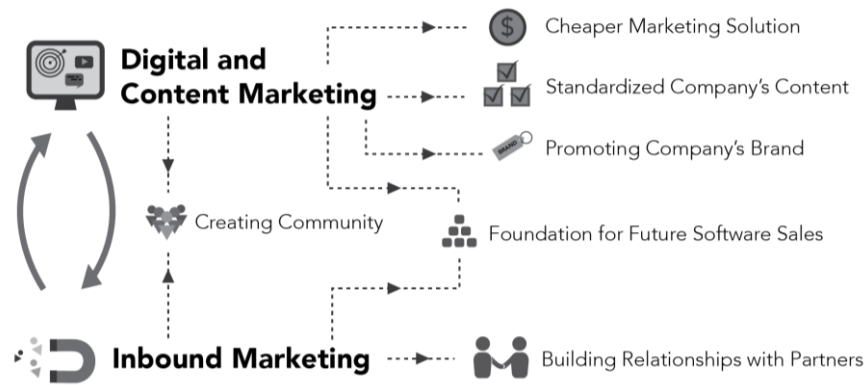 Digital and
Content Marketing
Cheaper Marketing Solution
Standardized Company's Content
BRAND
Promoting Company's Brand
Creating Community
Foundation for Future Software Sales
Inbound Marketing
Building Relationships with Partners